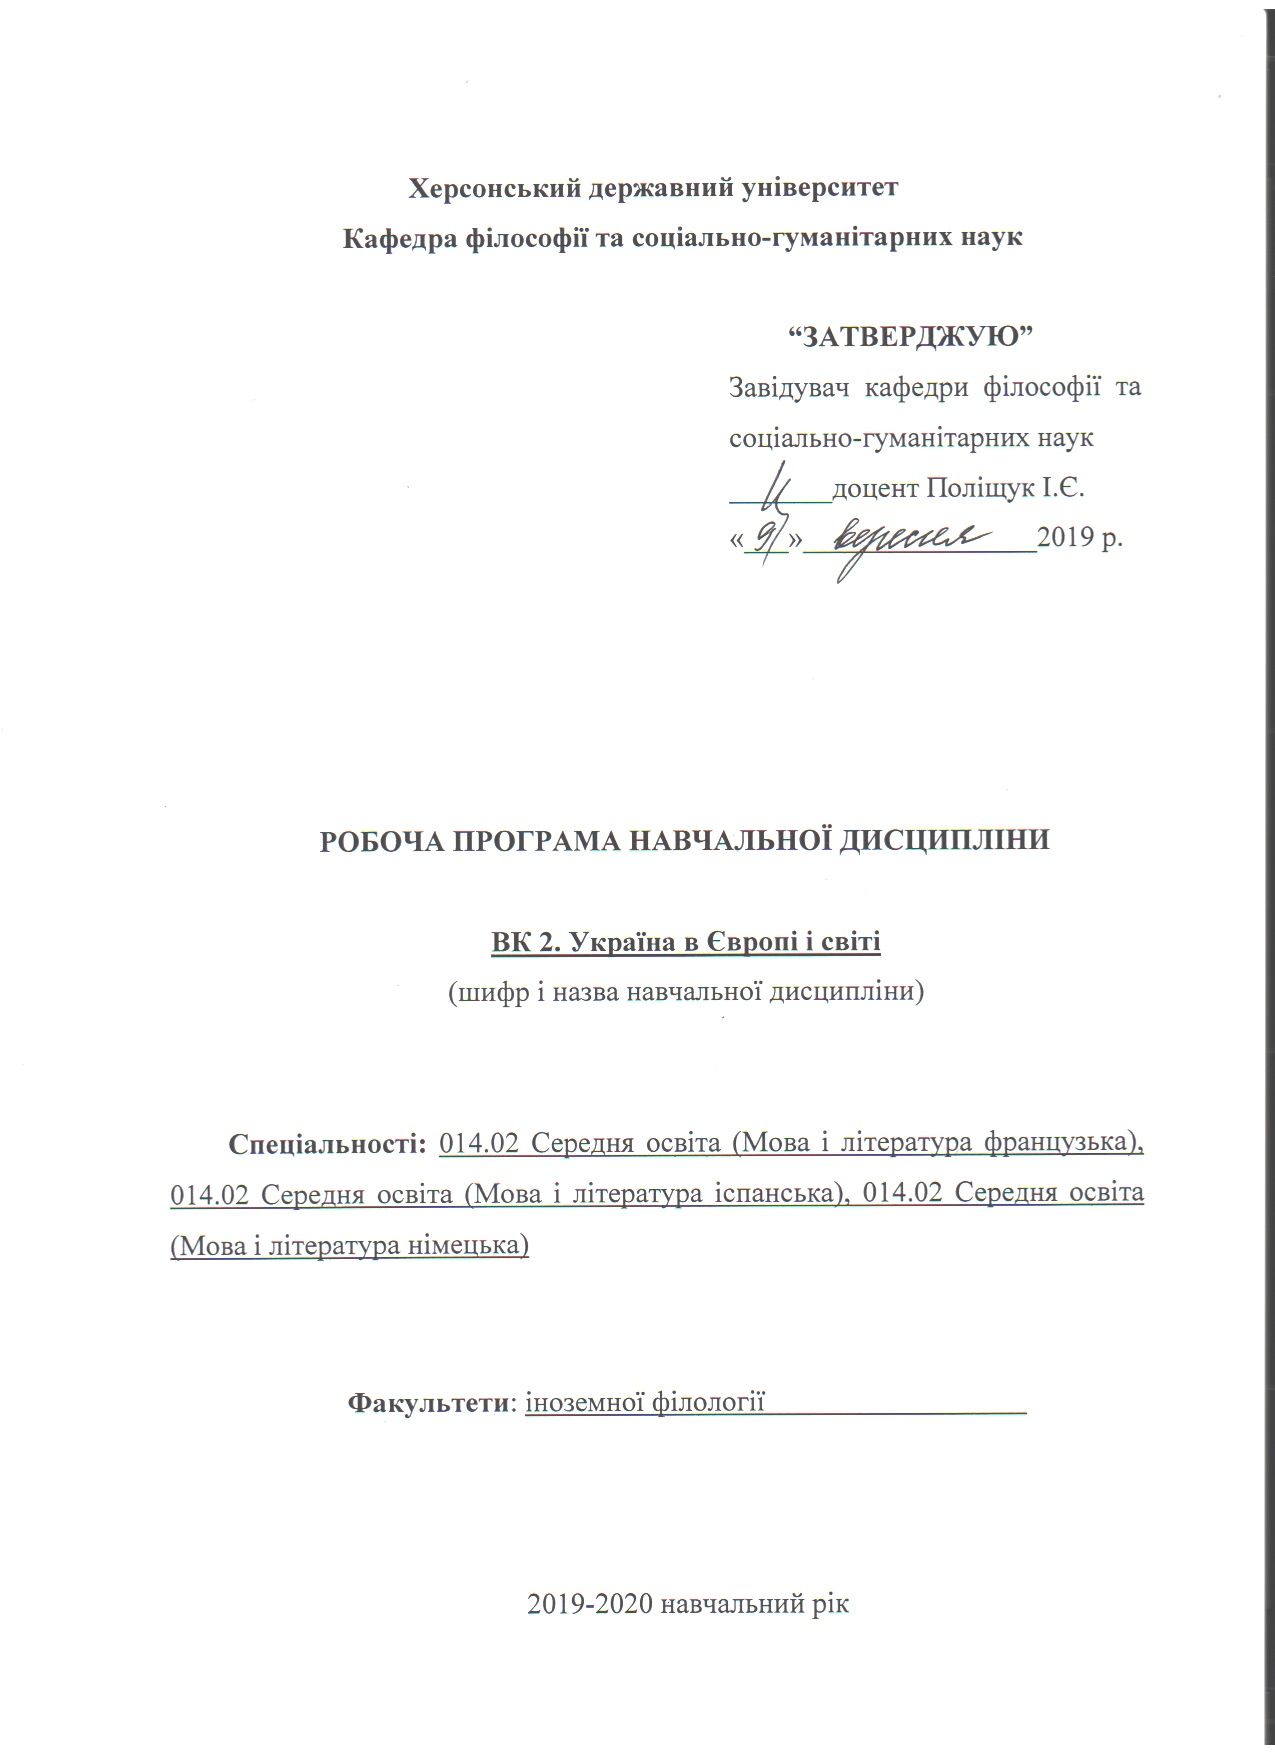 Херсонський державний університет
Кафедра філософії та соціально-гуманітарних наук
“ЗАТВЕРДЖУЮ”
Завідувач кафедри філософії та
соціально-гуманітарних наук
________доцент Поліщук І.Є.
«9» вересня 2019 р.
РОБОЧА ПРОГРАМА НАВЧАЛЬНОЇ ДИСЦИПЛІНИ
ВК 2. Україна в Європі і світі
(шифр і назва навчальної дисципліни)
Спеціальності: 014.02 Середня освіта (Мова і література французька),
014.02 Середня освіта (Мова і література іспанська), 014.02 Середня освіта
(Мова і література німецька)
Факультети: іноземної філології
2019-2020 навчальний рік